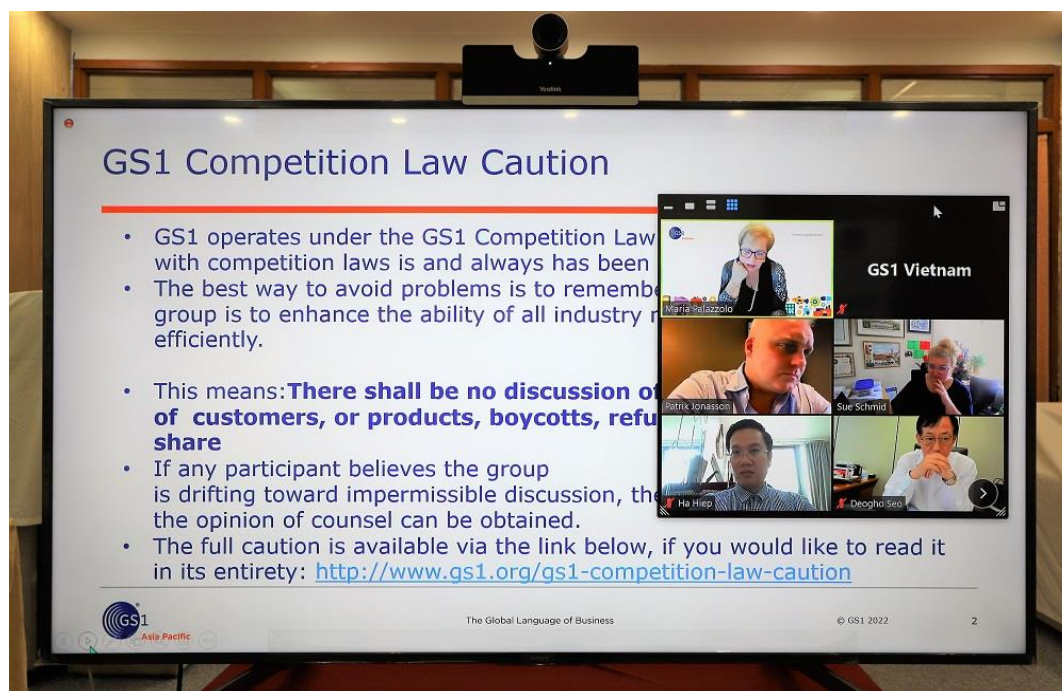 Yealink
GS1 Competition Law Caution
• GS1 operates under the GS1 Competition Law
with competition laws is and always has been
• The best way to avoid problems is to remembe
group is to enhance the ability of all industry
efficiently.
• This means:There shall be no discussion of
of customers, or products, boycotts, refu
share
• If any participant believes the group
is drifting toward impermissible discussion, the
the opinion of counsel can be obtained.
• The full caution is available via the link below, if you would like to read it
in its entirety: http://www.gs1.org/gs1-competition-law-caution
GS1
Maria Palazzolo
GS1 Vietnam
Patrik Jonasson
Sue Schmid
Ha Hiep
Deogho Seo
GS1
Asia Pacific
The Global Language of Business
© GS1 2022
2